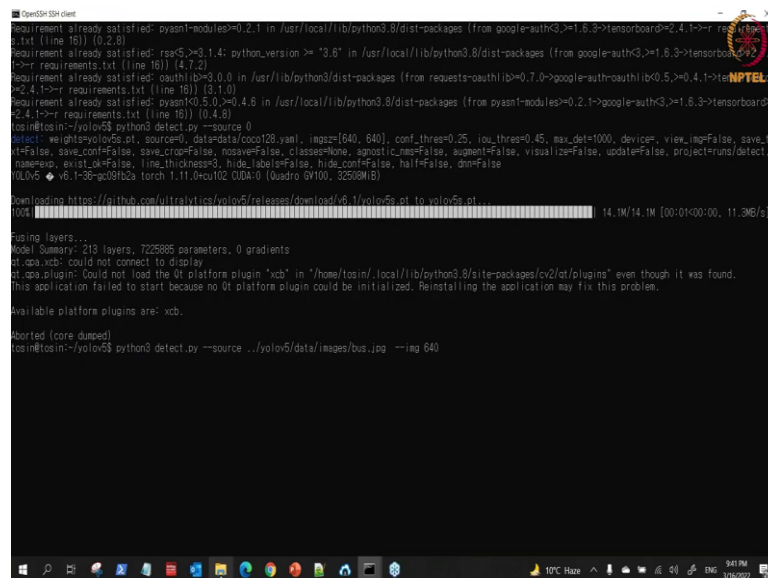 OpenSSH SSH client
Requirement already satisfied: pyasn1-modules>=0.2.1 in /usr/local/lib/python3.8/dist-packages (from google-auth<3,>=1.6.3->tensorboard>=2.4.1->-r requirement
s.txt (line 16)) (0.2.8)
Requirement already satisfied: rsa<5,>=3.1.4; python_version >= "3.6" in /usr/local/lib/python3.8/dist-packages (from google-auth<3,>=1.6.3->tensorboard>=2.4.
1->-r requirements.txt (line 16)) (4.7.2)
Requirement already satisfied: oauthlib>=3.0.0 in /usr/lib/python3/dist-packages (from requests-oauthlib>=0.7.0->google-auth-oauthlib<0.5,>=0.4.1->tensorboard
>=2.4.1->-r requirements.txt (line 16)) (3.1.0)
Requirement already satisfied: pyasn1<0.5.0,>=0.4.6 in /usr/local/lib/python3.8/dist-packages (from pyasn1-modules>=0.2.1->google-auth<3,>=1.6.3->tensorboard>
=2.4.1->-r requirements.txt (line 16)) (0.4.8)
NPTEL
tosin@tosin:~/yolov5$ python3 detect.py --source 0
detect: weights=yolov5s.pt, source=0, data=data/coco128.yaml, imgsz=[640, 640], conf_thres=0.25, iou_thres=0.45, max_det=1000, device=, view_img=False, save_t
xt=False, save_conf=False, save_crop=False, nosave=False, classes=None, agnostic_nms=False, augment=False, visualize=False, update=False, project=runs/detect,
name=exp, exist_ok=False, line_thickness=3, hide_labels=False, hide_conf=False, half=False, dnn=False
YOLOv5 � v6.1-36-gc09fb2a torch 1.11.0+cu102 CUDA:0 (Quadro GV100, 32508MiB)
Downloading https://github.com/ultralytics/yolov5/releases/download/v6.1/yolov5s.pt to yolov5s.pt...
100%| | 14.1M/14.1M [00:01<00:00, 11.3MB/s]
Fusing layers...
Model Summary: 213 layers, 7225885 parameters, 0 gradients
qt.qpa.xcb: could not connect to display
qt.qpa.plugin: Could not load the Qt platform plugin "xcb" in "/home/tosin/.local/lib/python3.8/site-packages/cv2/qt/plugins" even though it was found.
This application failed to start because no Qt platform plugin could be initialized. Reinstalling the application may fix this problem.
Available platform plugins are: xcb.
Aborted (core dumped)
tosin@tosin:~/yolov5$ python3 detect.py --source ../yolov5/data/images/bus.jpg --img 640
10°C Haze
ENG
9:41 PM
3/16/2022